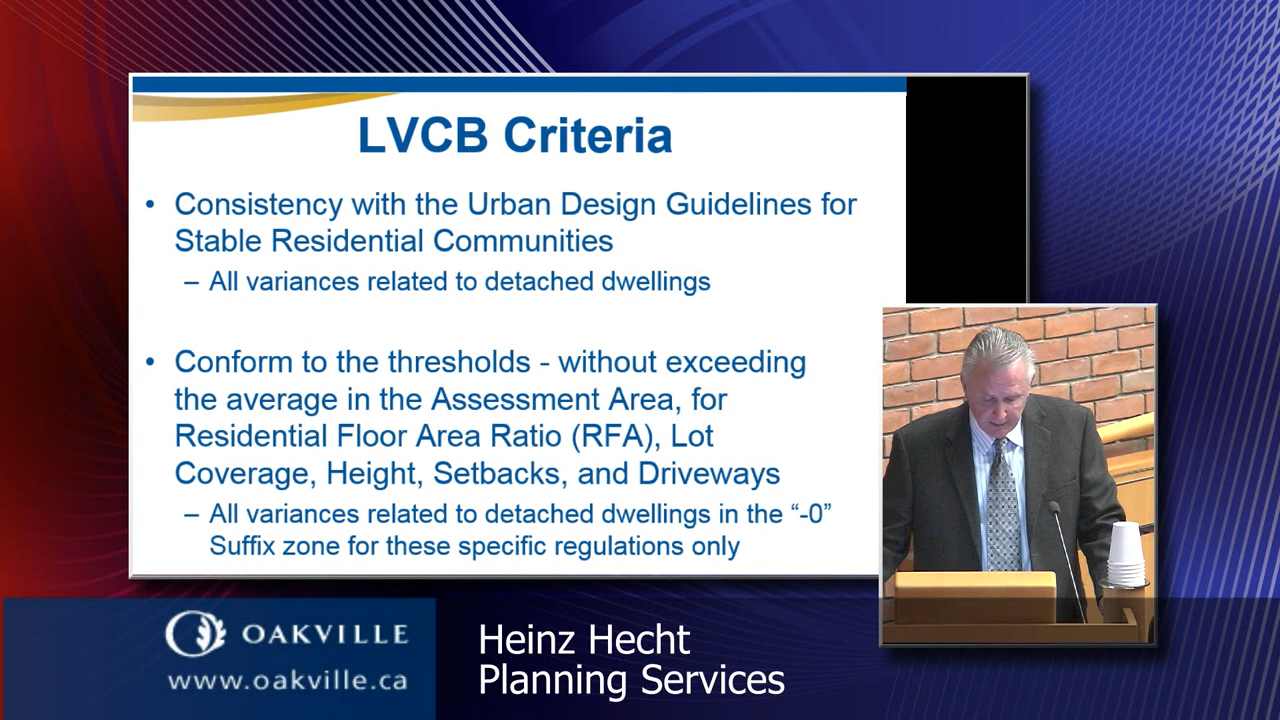 LVCB Criteria
• Consistency with the Urban Design Guidelines for
Stable Residential Communities
– All variances related to detached dwellings
• Conform to the thresholds - without exceeding
the average in the Assessment Area, for
Residential Floor Area Ratio (RFA), Lot
Coverage, Height, Setbacks, and Driveways
– All variances related to detached dwellings in the “-0”
Suffix zone for these specific regulations only
OAKVILLE
www.oakville.ca
Heinz Hecht
Planning Services